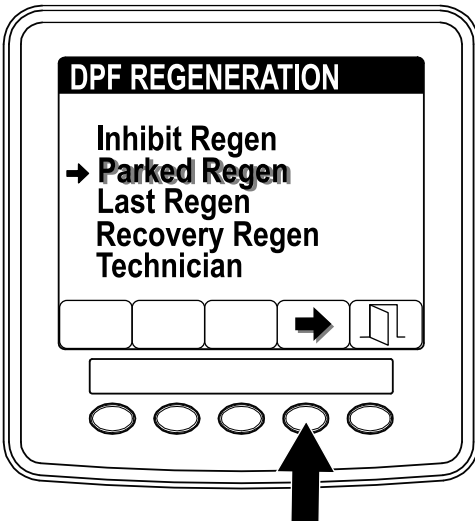 DPF REGENERATION
Inhibit Regen
Parked Regen
Last Regen
Recovery Regen
Technician